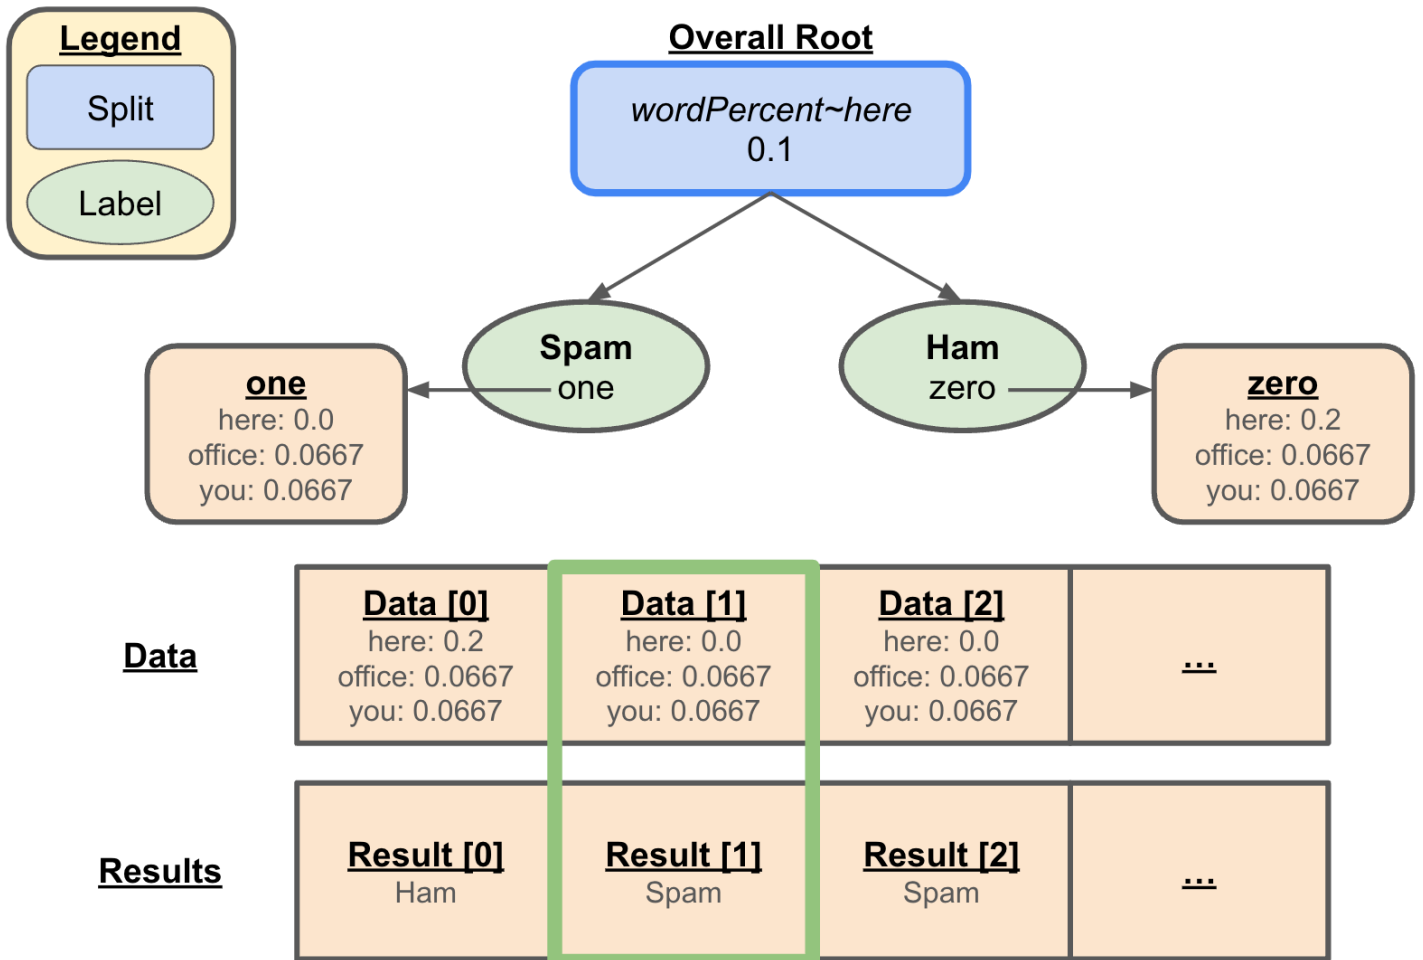 Legend
Split
Label
Overall Root
wordPercent~here
0.1
Spam
one
Ham
zero
one
here: 0.0
office: 0.0667
you: 0.0667
zero
here: 0.2
office: 0.0667
you: 0.0667
Data
Data [0]
here: 0.2
office: 0.0667
you: 0.0667
Data [1]
here: 0.0
office: 0.0667
you: 0.0667
Data [2]
here: 0.0
office: 0.0667
you: 0.0667
...
Results
Result [0]
Ham
Result [1]
Spam
Result [2]
Spam
...